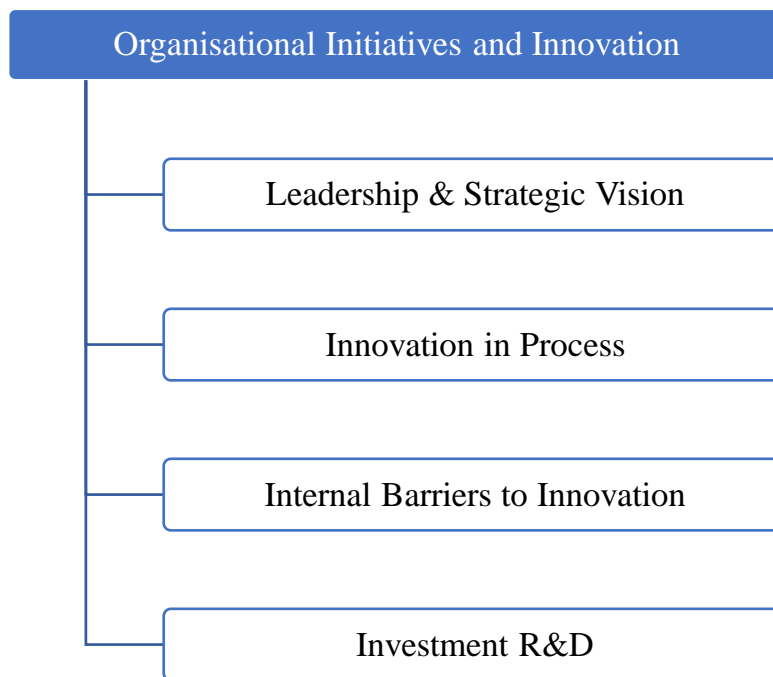 Organisational Initiatives and Innovation
Leadership & Strategic Vision
Innovation in Process
Internal Barriers to Innovation
Investment R&D